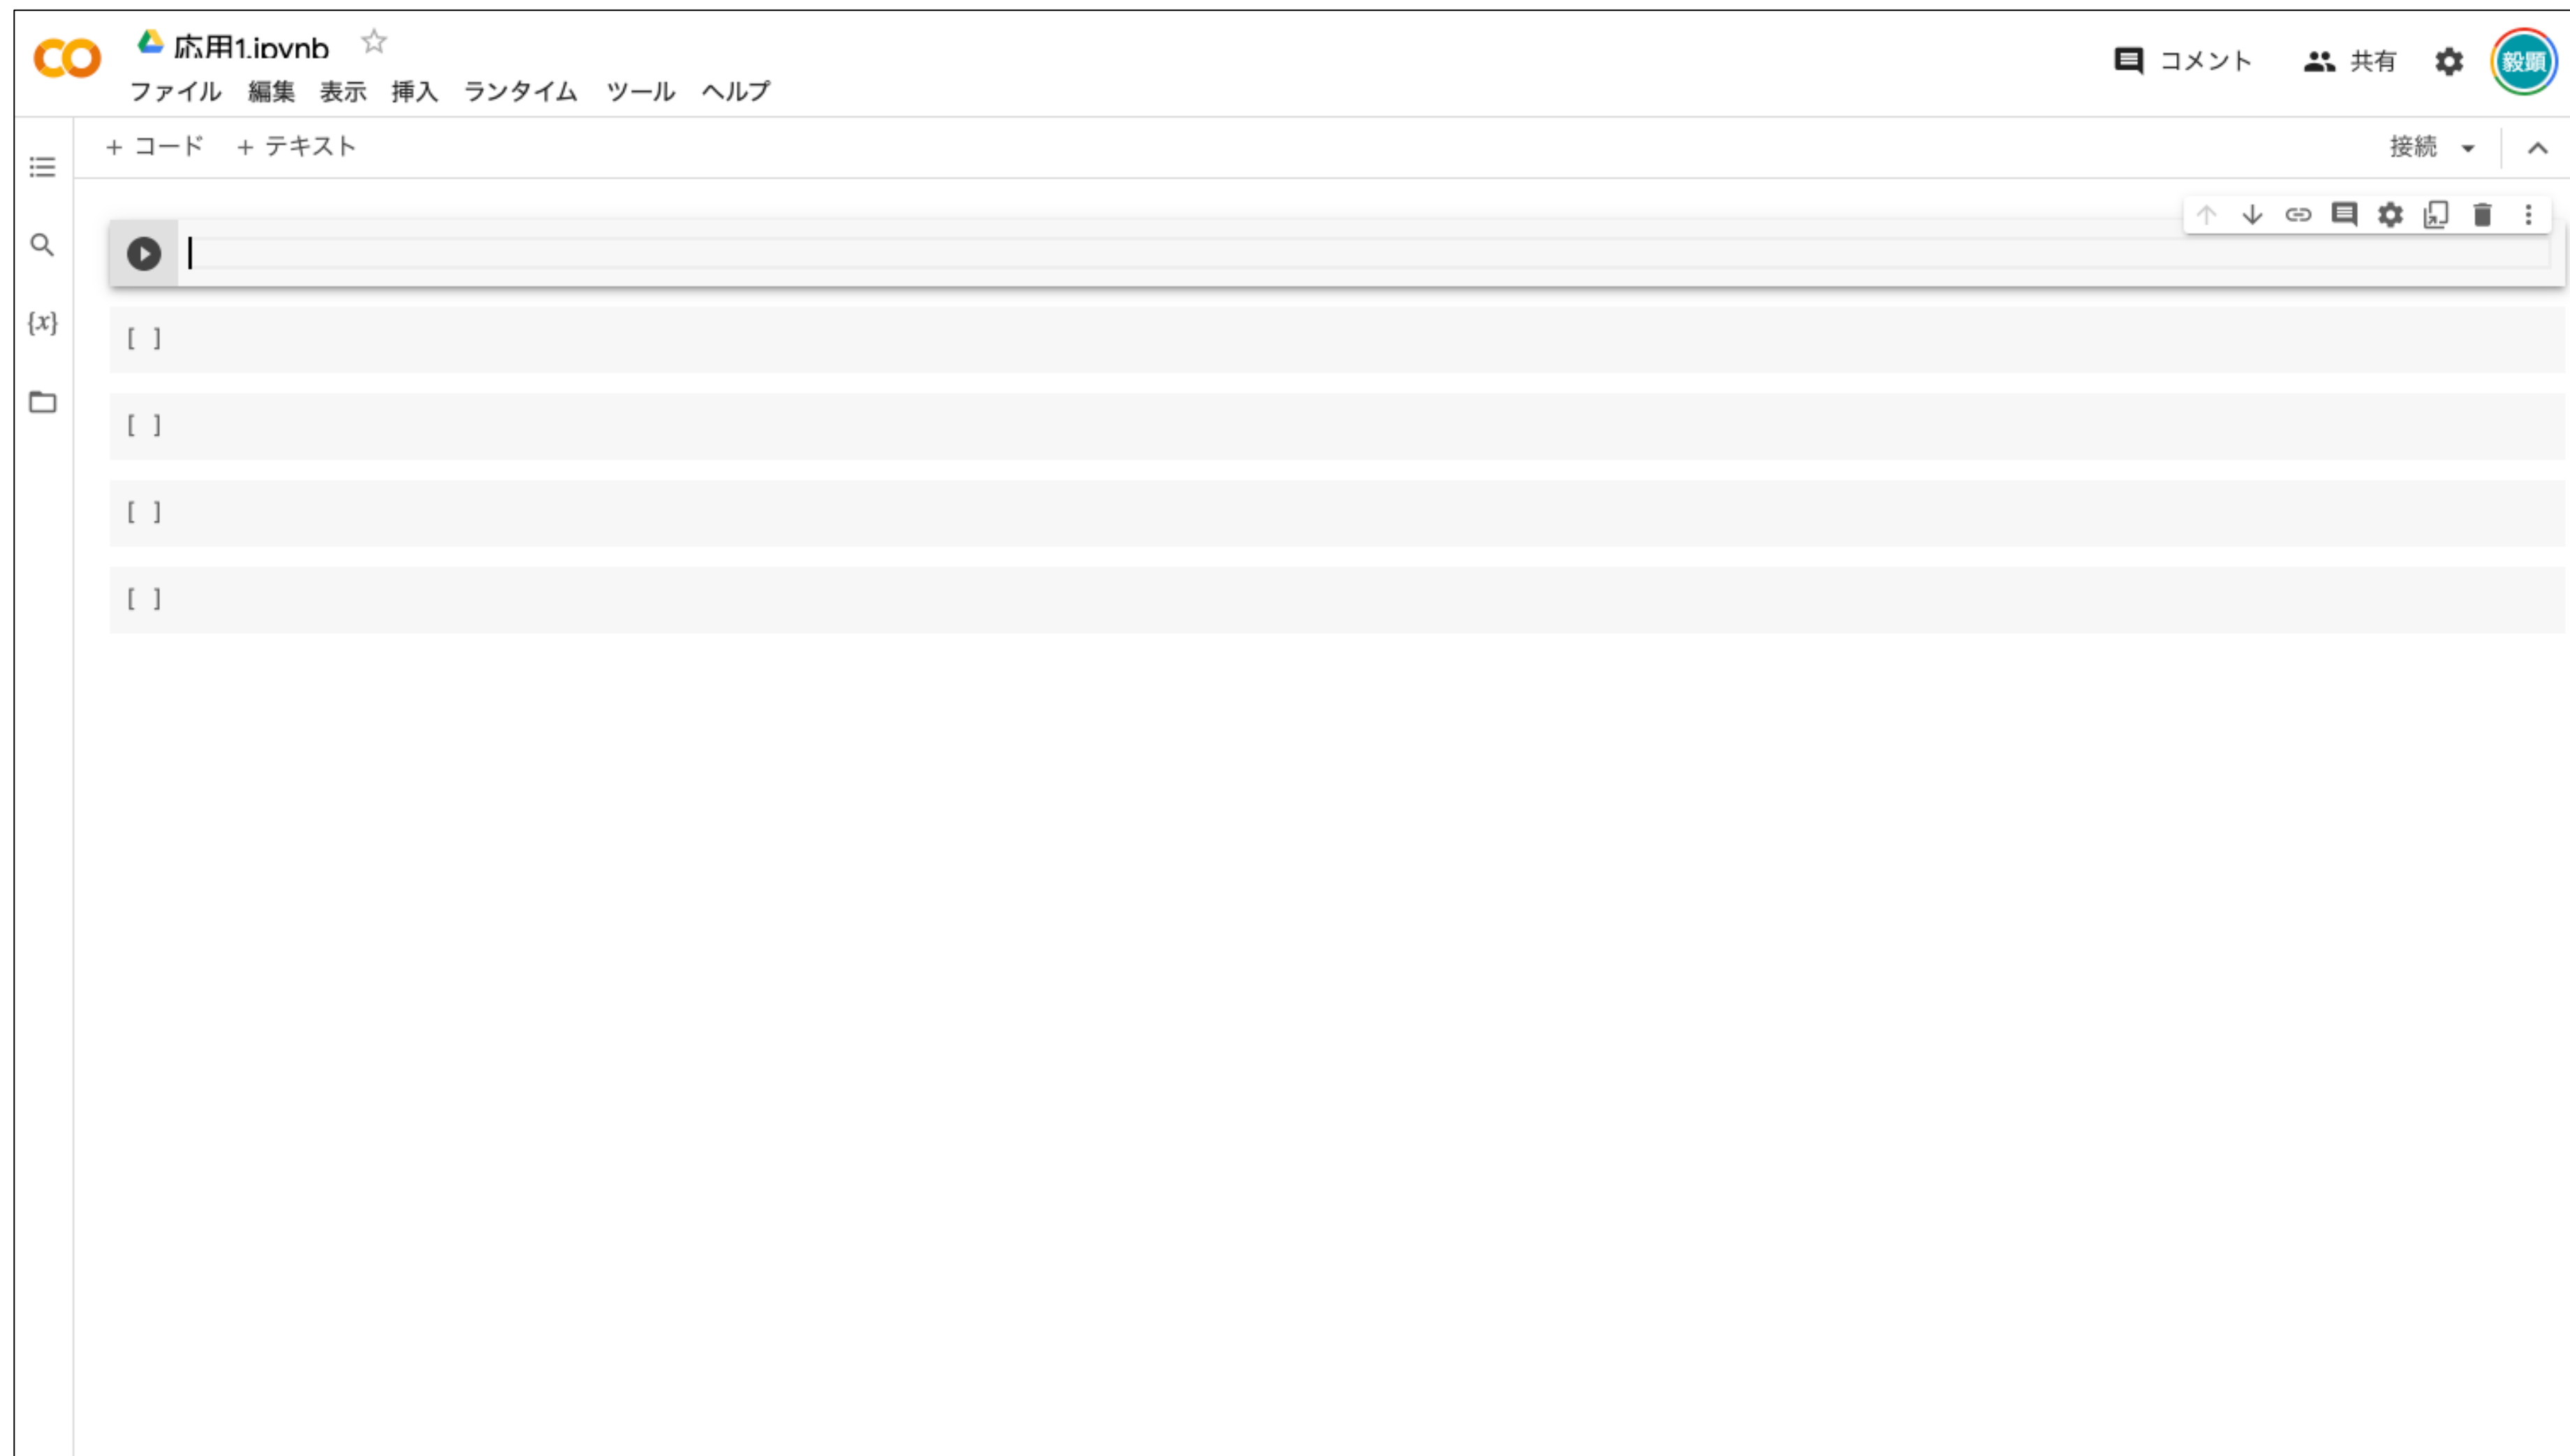 応用1.ipynb
コメント 共有 毅顕
ファイル 編集 表示 挿入 ランタイム ツール ヘルプ
+ コード + テキスト 接続
{x}
[ ]
[ ]
[ ]
[ ]